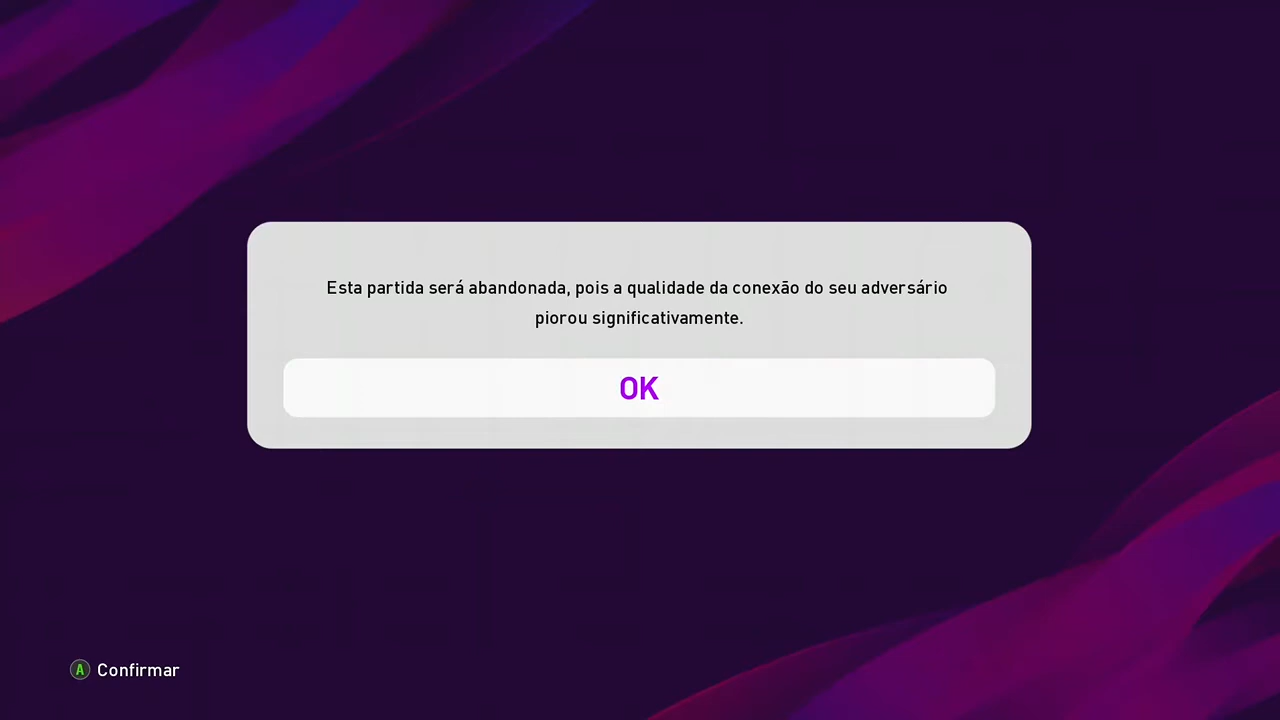 Esta partida será abandonada, pois a qualidade da conexão do seu adversário
piorou significativamente.
OK
A Confirmar